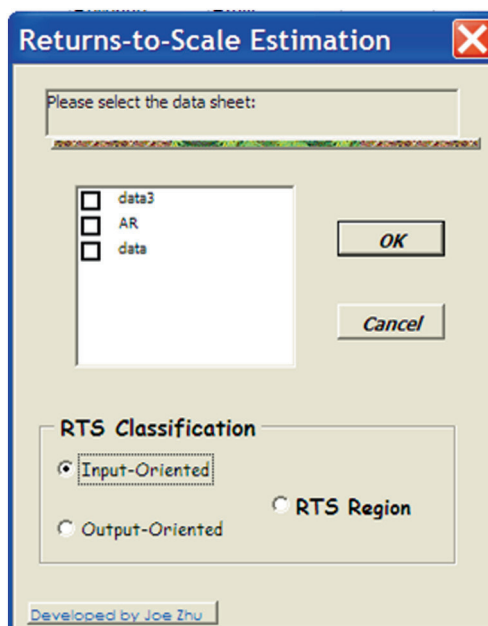 Returns-to-Scale Estimation
Please select the data sheet:
data3
AR
data
OK
Cancel
RTS Classification
Input-Oriented
RTS Region
Output-Oriented
Developed by Joe Zhu